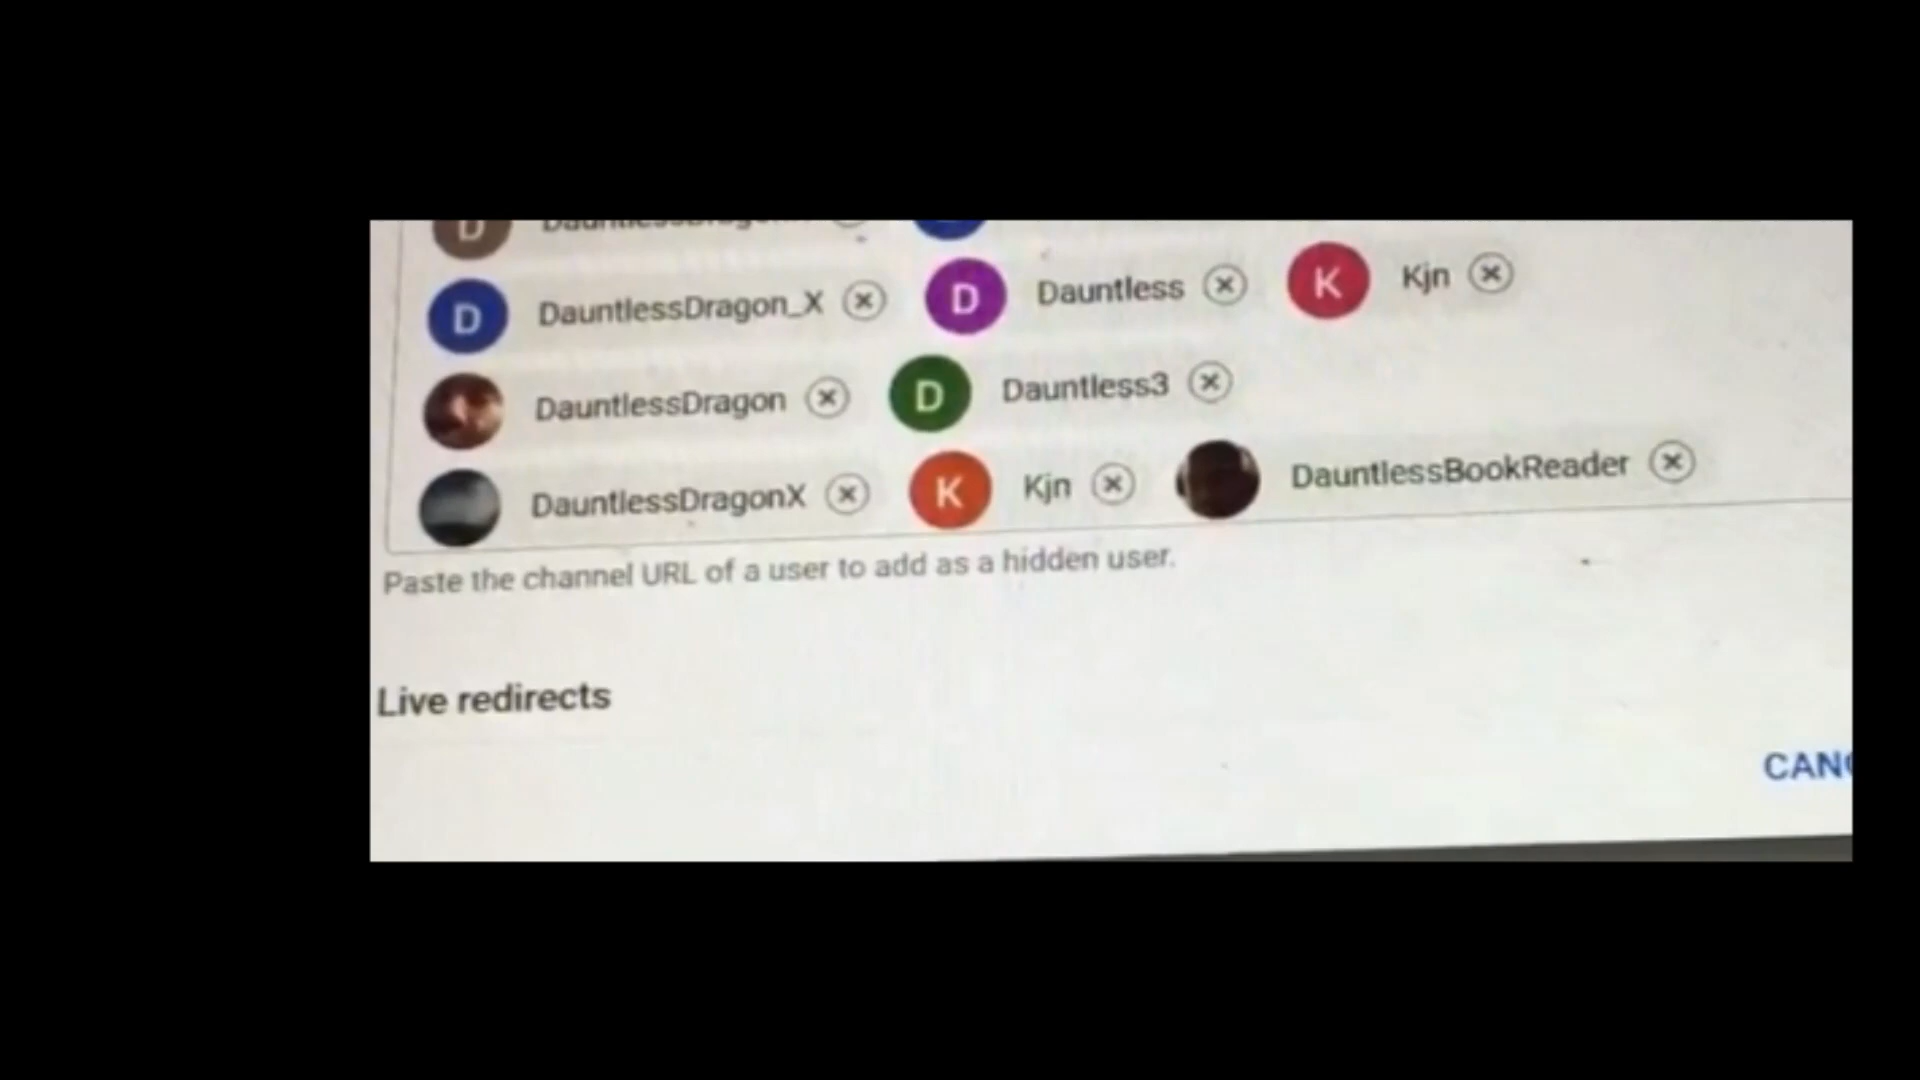 D
D DauntlessDragon_X D Dauntless K Kjn
DauntlessDragon D Dauntless3
DauntlessDragonX K Kjn DauntlessBookReader
Paste the channel URL of a user to add as a hidden user.
Live redirects